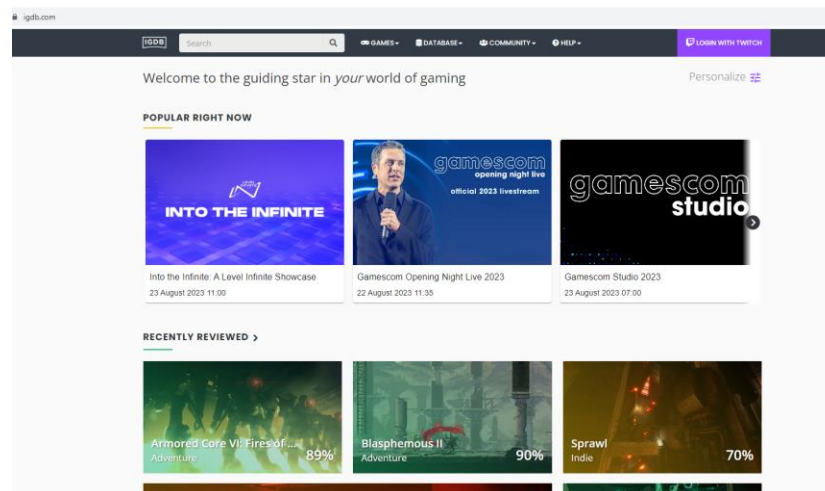 igdb.com
IGDB
Search
GAMES
DATABASE
COMMUNITY
HELP
LOGIN WITH TWITCH
Welcome to the guiding star in your world of gaming
Personalize
POPULAR RIGHT NOW
INTO THE INFINITE
gamescom
opening night live
official 2023 livestream
gamescom
studio
Into the Infinite: A Level Infinite Showcase
23 August 2023 11:00
Gamescom Opening Night Live 2023
22 August 2023 11:35
Gamescom Studio 2023
23 August 2023 07:00
RECENTLY REVIEWED
Armored Core VI: Fires of ...
Adventure
89%
Blasphemous II
Adventure
90%
Sprawl
Indie
70%